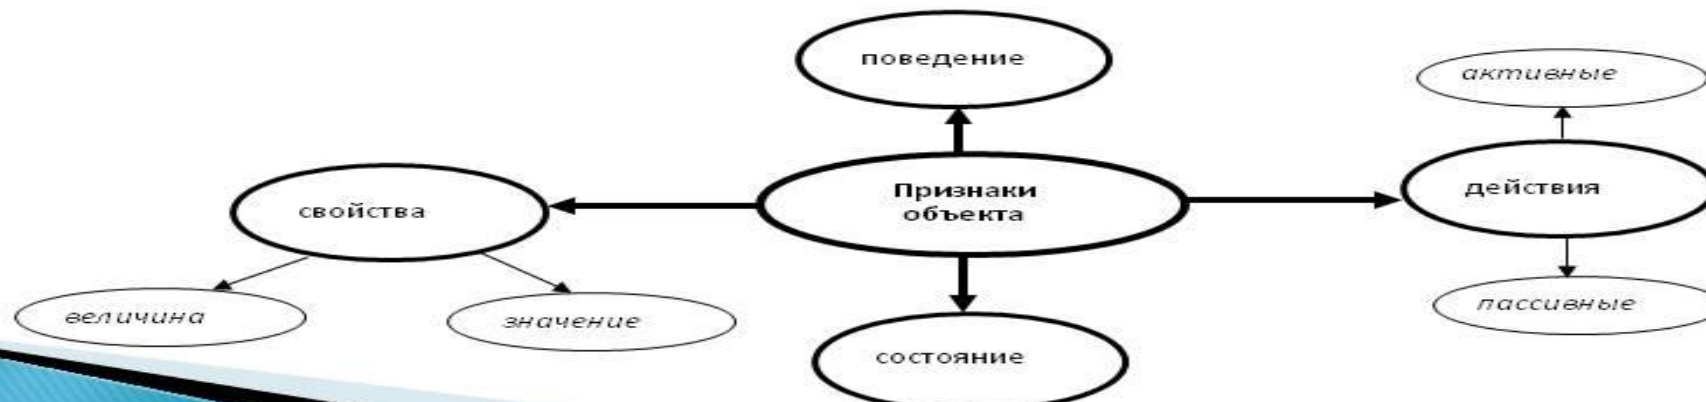 поведение
активные
Признаки
объекта
действия
свойства
величина
значение
пассивные
состояние